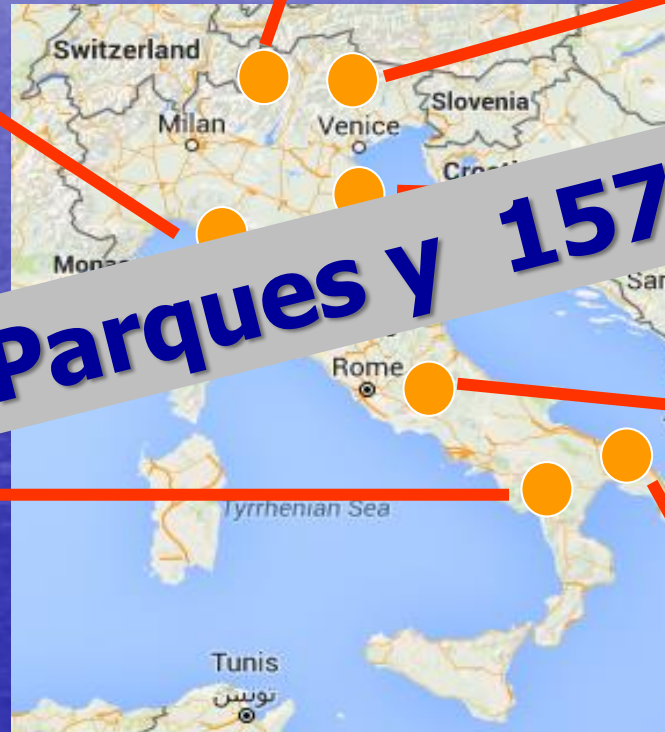 Switzerland
Slovenia
Milan
Venice
Parques y 157
Rome
Tyrrhenian Sea
Tunis
تونس